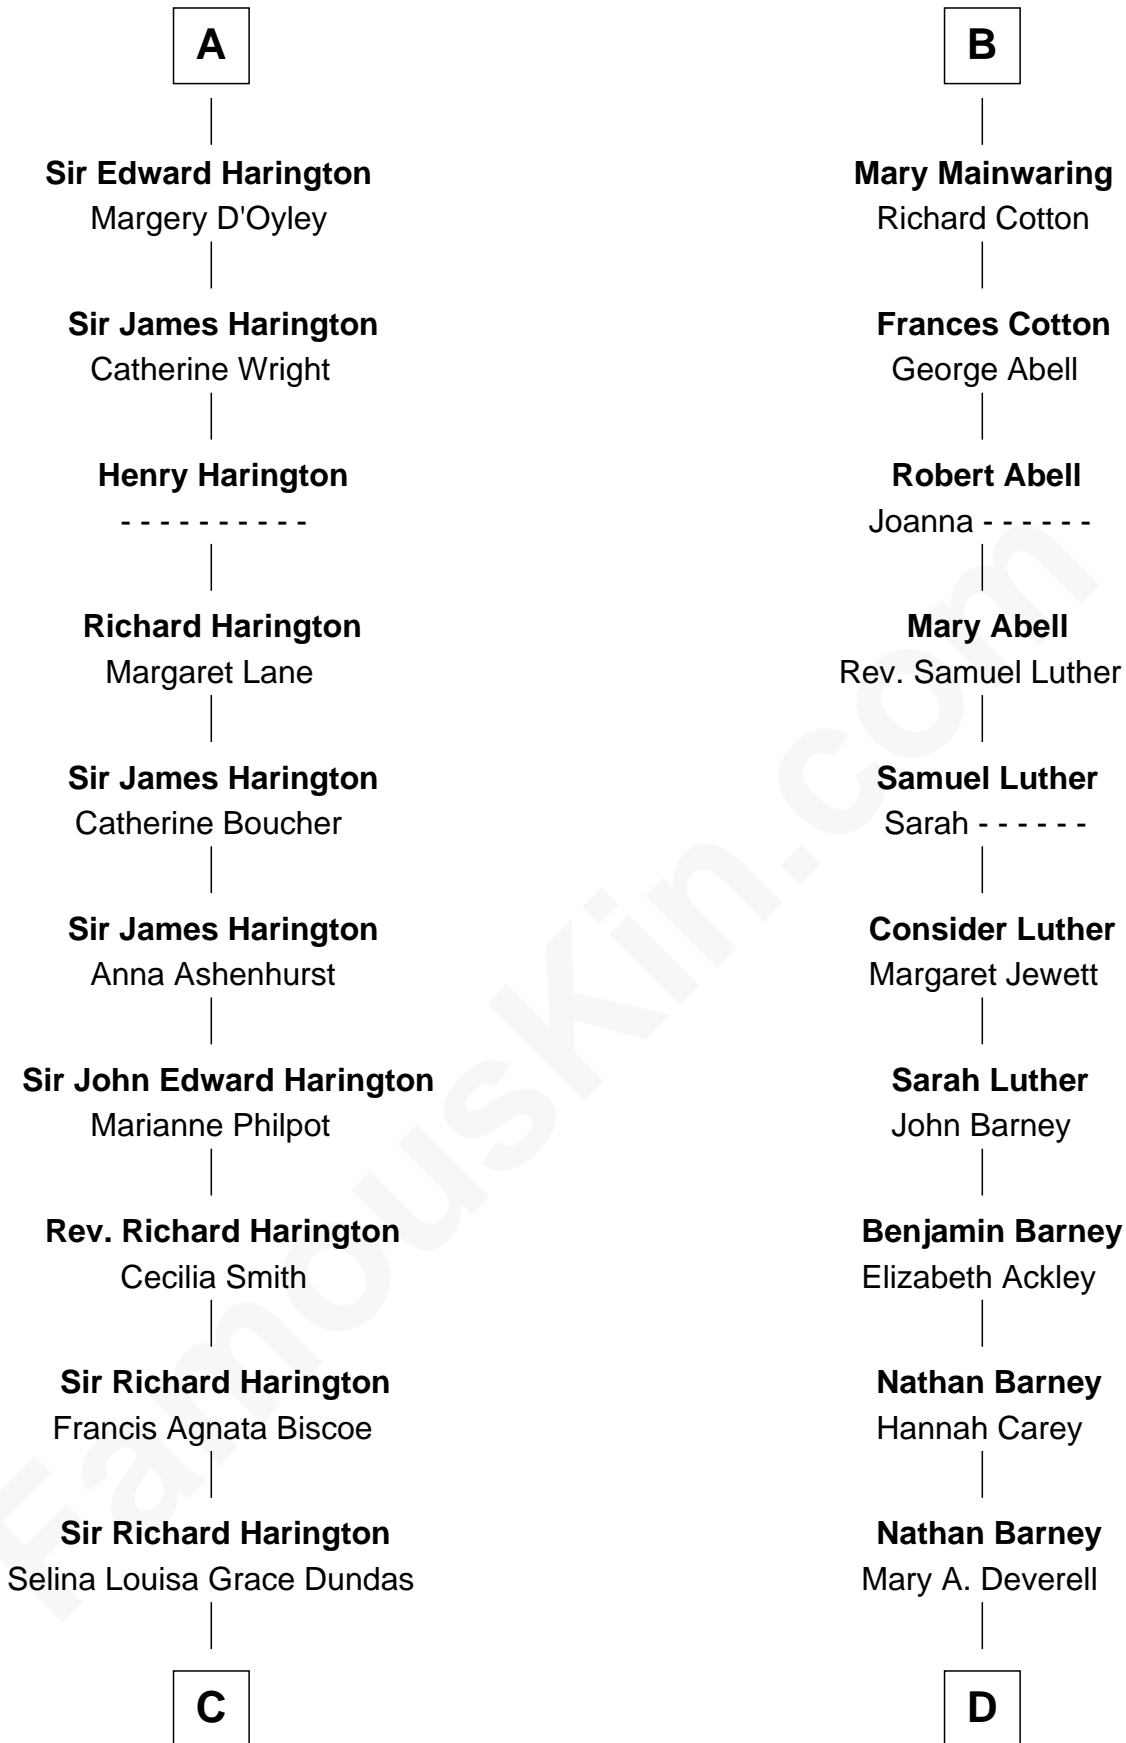 A
Sir Edward Harington
Margery D'Oyley
Sir James Harington
Catherine Wright
Henry Harington
- - - - - - - - - -
Richard Harington
Margaret Lane
Sir James Harington
Catherine Boucher
Sir James Harington
Anna Ashenhurst
Sir John Edward Harington
Marianne Philpot
Rev. Richard Harington
Cecilia Smith
Sir Richard Harington
Francis Agnata Biscoe
Sir Richard Harington
Selina Louisa Grace Dundas
C
B
Mary Mainwaring
Richard Cotton
Frances Cotton
George Abell
Robert Abell
Joanna - - - - - -
Mary Abell
Rev. Samuel Luther
Samuel Luther
Sarah - - - - - -
Consider Luther
Margaret Jewett
Sarah Luther
John Barney
Benjamin Barney
Elizabeth Ackley
Nathan Barney
Hannah Carey
Nathan Barney
Mary A. Deverell
D
FamousKin.com